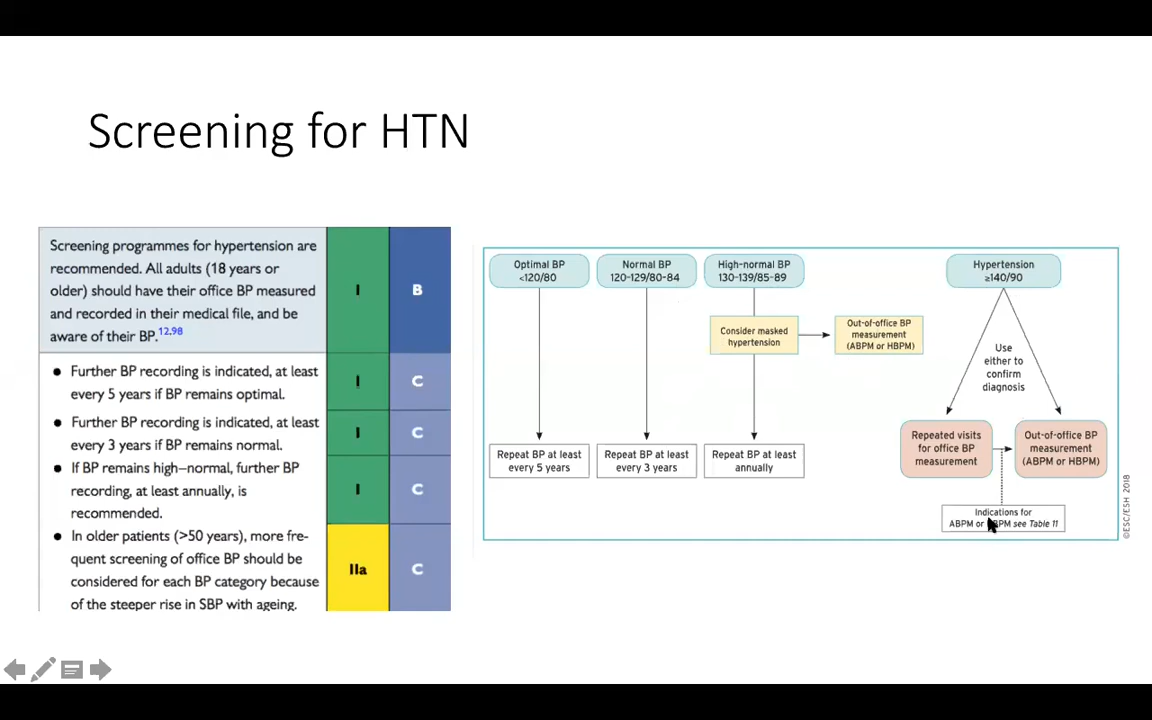 Screening for HTN
Screening programmes for hypertension are
recommended. All adults (18 years or
older) should have their office BP measured
and recorded in their medical file, and be
aware of their BP.12,98
I
B
• Further BP recording is indicated, at least
every 5 years if BP remains optimal.
I
C
• Further BP recording is indicated, at least
every 3 years if BP remains normal.
I
C
• If BP remains high–normal, further BP
recording, at least annually, is
recommended.
I
C
• In older patients (>50 years), more fre-
quent screening of office BP should be
considered for each BP category because
of the steeper rise in SBP with ageing.
IIa
C
Optimal BP
<120/80
Normal BP
120-129/80-84
High-normal BP
130-139/85-89
Hypertension
≥140/90
Consider masked
hypertension
Out-of-office BP
measurement
(ABPM or HBPM)
Use
either to
confirm
diagnosis
Repeat BP at least
every 5 years
Repeat BP at least
every 3 years
Repeat BP at least
annually
Repeated visits
for office BP
measurement
Out-of-office BP
measurement
(ABPM or HBPM)
Indications for
ABPM or HBPM see Table 11
©ESC/ESH 2018